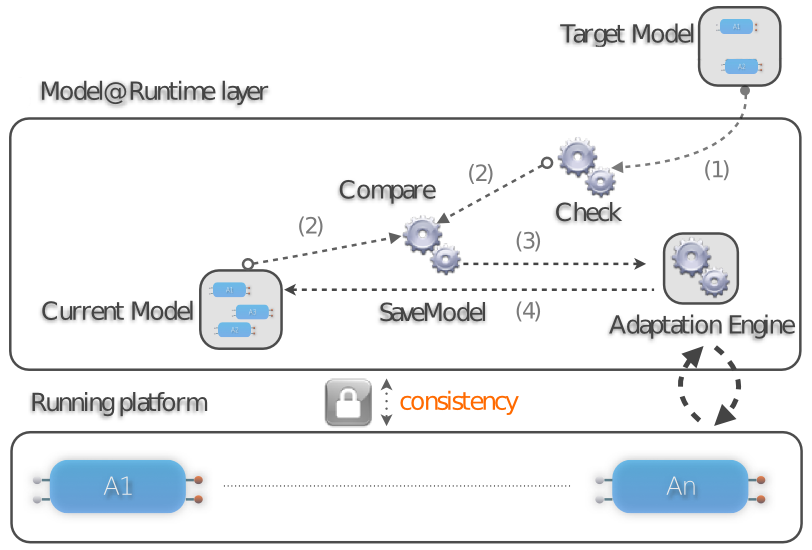 Target Model
A1
A2
Model@Runtime layer
(1)
(2)
Compare
Check
(2)
(3)
A1
Current Model
A2
SaveModel
(4)
Adaptation Engine
Running platform
consistency
A1
An